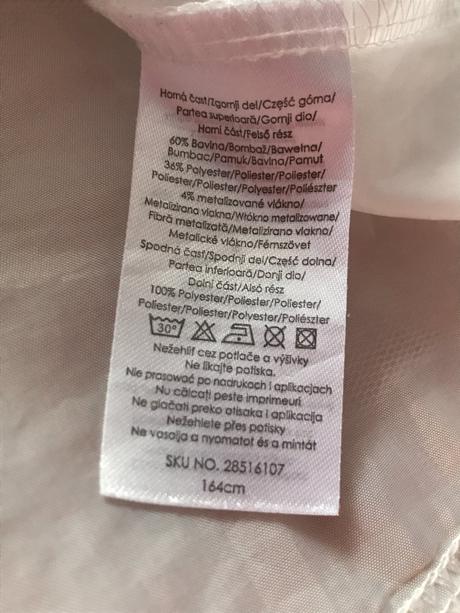 Horná časť/Zgornji del/Część górna/
Partea superioară/Gornji dio/
Horní část/Felső rész
60% Bavlna/Bombaž/Bawełna/
Bumbac/Pamuk/Bavlna/Pamut
36% Polyester/Poliester/Poliester/
Poliester/Poliester/Polyester/Poliészter
4% metalizované vlákno/
Metalizirana vlakna/Włókno metalizowane/
Fibră metalizată/Metalizirano vlakno/
Metalické vlákno/Fémszövet
Spodná časť/Spodnji del/Część dolna/
Partea inferioară/Donji dio/
Dolní část/Alsó rész
100% Polyester/Poliester/Poliester/
Poliester/Poliester/Polyester/Poliészter
30°
Nežehliť cez potlače a výšivky
Ne likajte potiska.
Nie prasować po nadrukach i aplikacjach
Nu călcați peste imprimeuri
Ne glačati preko otisaka i aplikacija
Nežehlete přes potisky
Ne vasalja a nyomatot és a mintát
SKU NO. 28516107
164cm